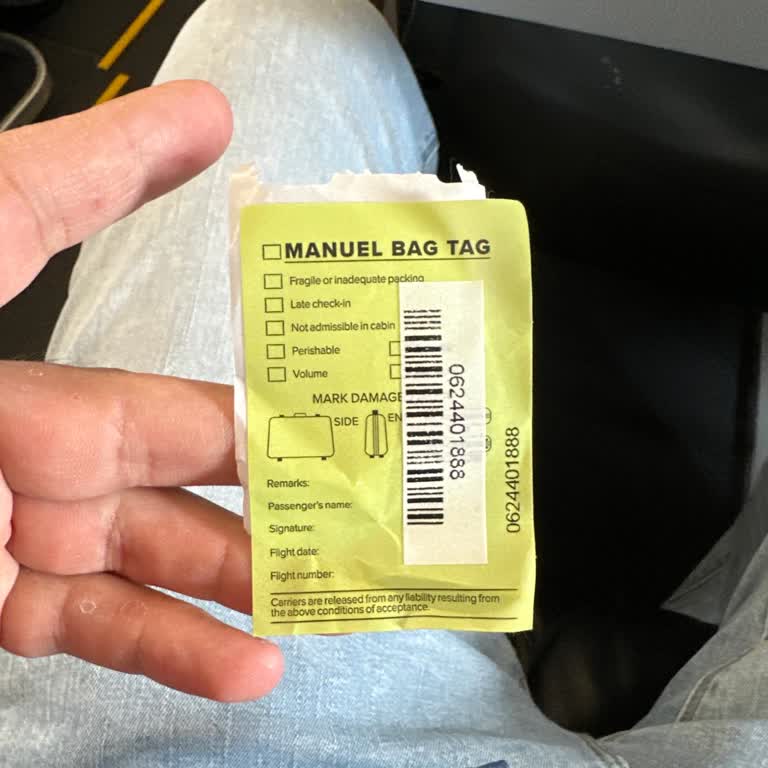 MANUEL BAG TAG
Fragile or inadequate packing
Late check-in
Not admissible in cabin
Perishable
Volume
MARK DAMAGE
SIDE
EN
Remarks:
Passenger's name:
Signature:
Flight date:
Flight number:
Carriers are released from any liability resulting from
the above conditions of acceptance.
0624401888
0624401888